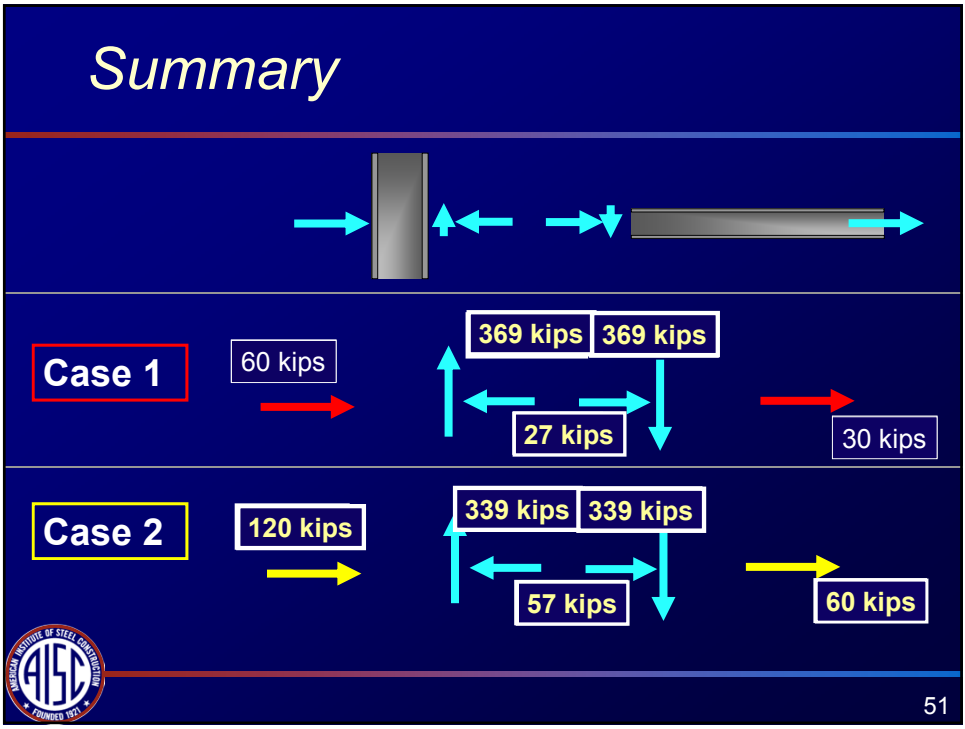 Summary
369 kips 369 kips
Case 1
60 kips
27 kips
30 kips
339 kips 339 kips
Case 2
120 kips
57 kips
60 kips
AMERICAN INSTITUTE OF STEEL CONSTRUCTION
AISC
FOUNDED 1921
51